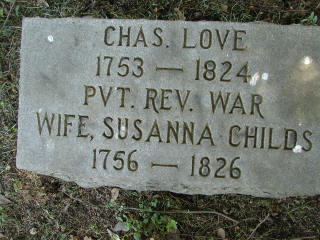 CHAS. LOVE
1753 — 1824
PVT. REV. WAR
WIFE, SUSANNA CHILDS
1756 — 1826